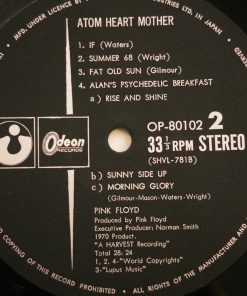 MFD. UNDER LICENCE BY
INDUSTRIES LTD. IN JAPAN
ATOM HEART MOTHER
1. IF (Waters)
2. SUMMER 68 (Wright)
3. FAT OLD SUN (Gilmour)
4. ALAN'S PSYCHEDELIC BREAKFAST
a) RISE AND SHINE
Odeon
RECORDS
OP-80102 2
33⅓ RPM STEREO
(SHVL-781B)
b) SUNNY SIDE UP
c) MORNING GLORY
(Gilmour-Mason-Waters-Wright)
PINK FLOYD
Produced by Pink Floyd
Executive Producer: Norman Smith
1970 Product.
"A HARVEST Recording"
Total 28: 24
1, 2, 4-"World Copyrights"
3-"Lupus Music"
COPYING OF THIS RECORD
ALL RIGHTS OF THE MANUFACTURER AND